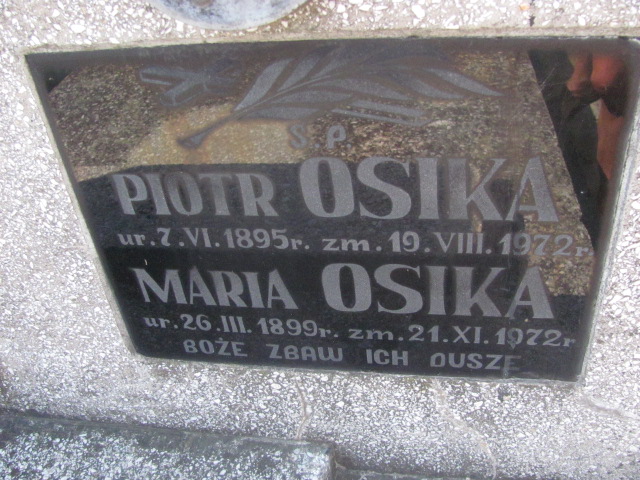 Ś.P.
PIOTR OSIKA
ur. 7. VI. 1895r. zm. 19. VIII. 1972r
MARIA OSIKA
ur. 26. III. 1899r. zm. 21. XI. 1972r
BOŻE ZBAW ICH DUSZE